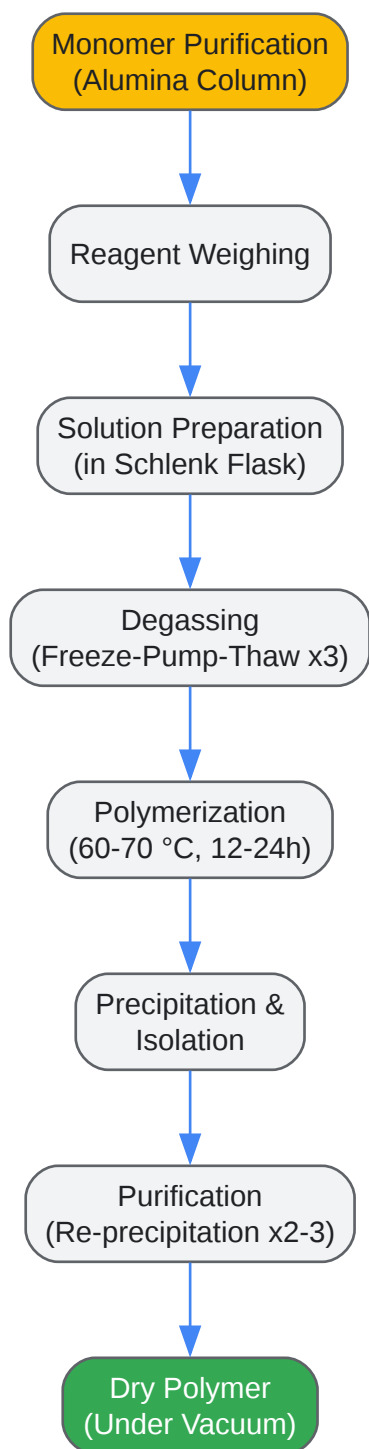 Monomer Purification
(Alumina Column)
Reagent Weighing
Solution Preparation
(in Schlenk Flask)
Degassing
(Freeze-Pump-Thaw x3)
Polymerization
(60-70 °C, 12-24h)
Precipitation &
Isolation
Purification
(Re-precipitation x2-3)
Dry Polymer
(Under Vacuum)